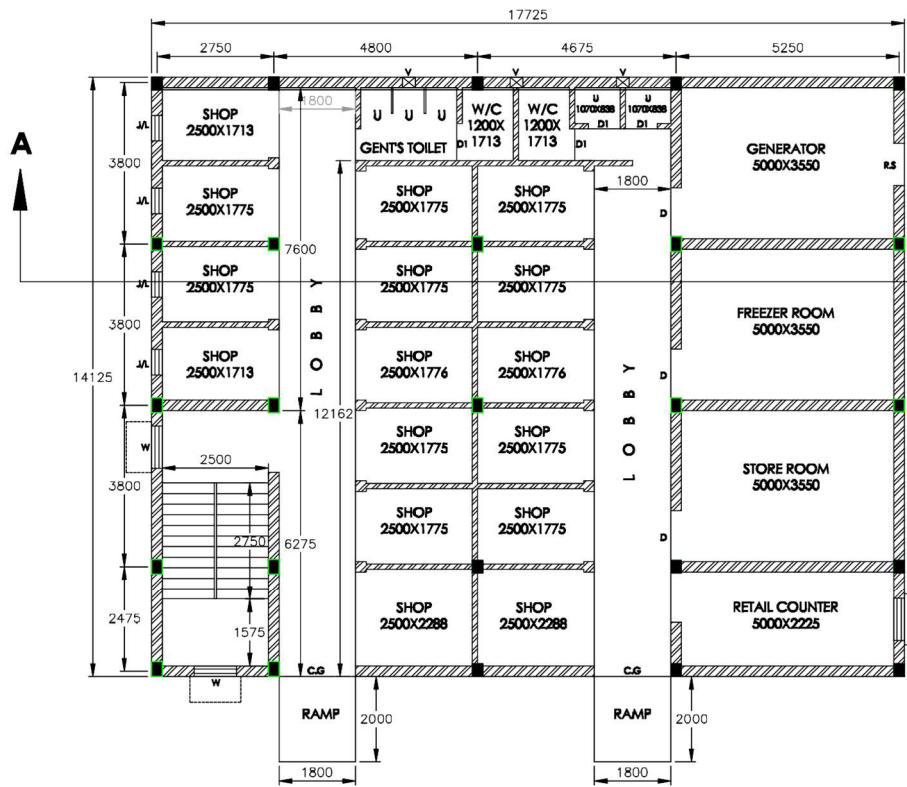 17725
2750
4800
4675
5250
V
V
V
1800
SHOP
2500X1713
U
U
U
W/C
1200X
1713
W/C
1200X
1713
U
1070X838
U
1070X838
D1
D1
GENT'S TOILET
D1
D1
GENERATOR
5000X3550
R.S
J/L
A
3800
SHOP
2500X1775
J/L
SHOP
2500X1775
SHOP
2500X1775
1800
D
7600
SHOP
2500X1775
J/L
SHOP
2500X1775
SHOP
2500X1775
FREEZER ROOM
5000X3550
3800
LOBBY
SHOP
2500X1713
J/L
SHOP
2500X1776
SHOP
2500X1776
D
14125
12162
LOBBY
W
SHOP
2500X1775
SHOP
2500X1775
STORE ROOM
5000X3550
2500
3800
2750
6275
SHOP
2500X1775
SHOP
2500X1775
D
2475
1575
SHOP
2500X2288
SHOP
2500X2288
RETAIL COUNTER
5000X2225
W
C.G
C.G
RAMP
2000
RAMP
2000
1800
1800